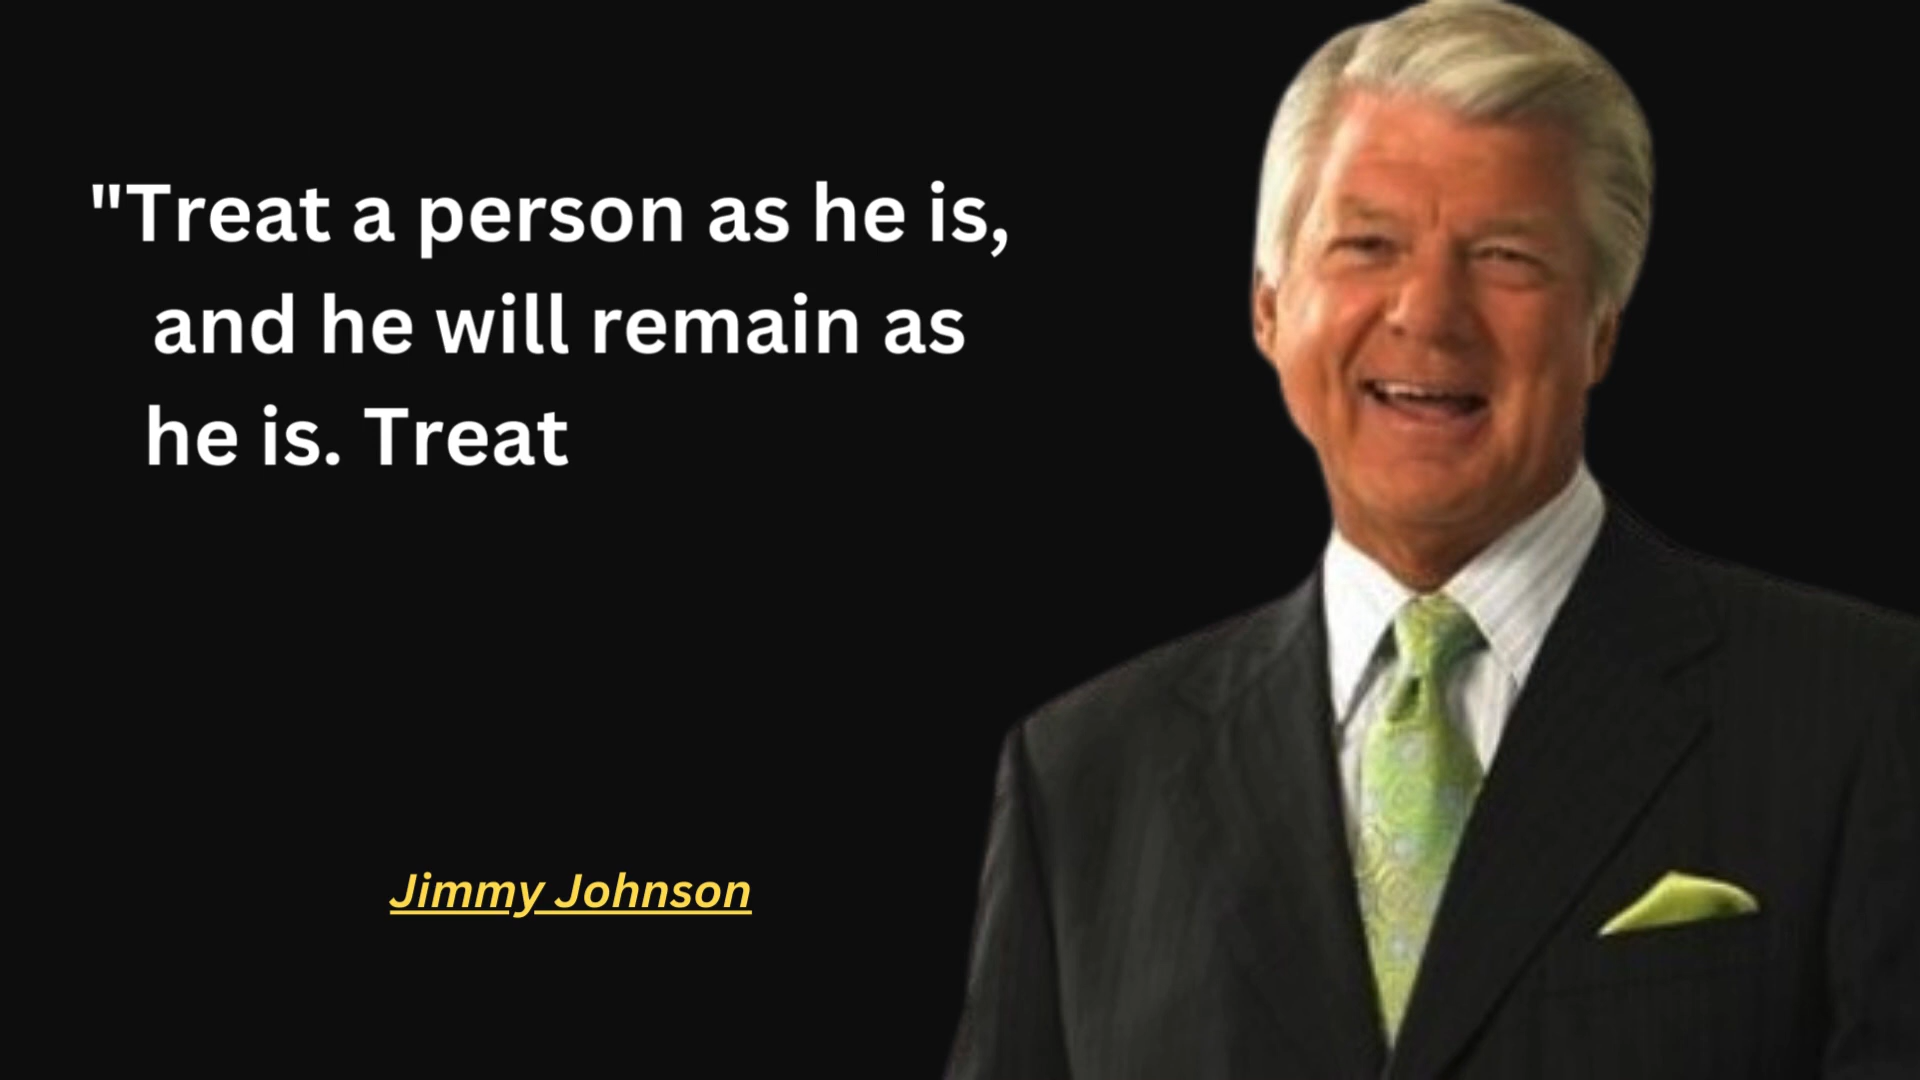 "Treat a person as he is,
and he will remain as
he is. Treat
Jimmy Johnson